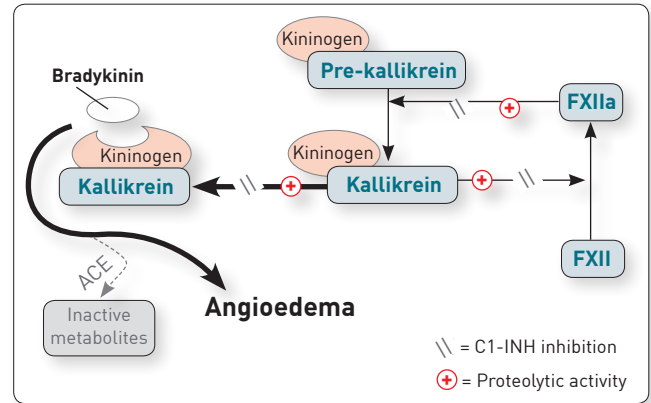 Kininogen
Pre-kallikrein
Bradykinin
FXIIa
Kininogen
Kininogen
Kallikrein
Kallikrein
FXII
ACE
Angioedema
Inactive
metabolites
\\ = C1-INH inhibition
+ = Proteolytic activity